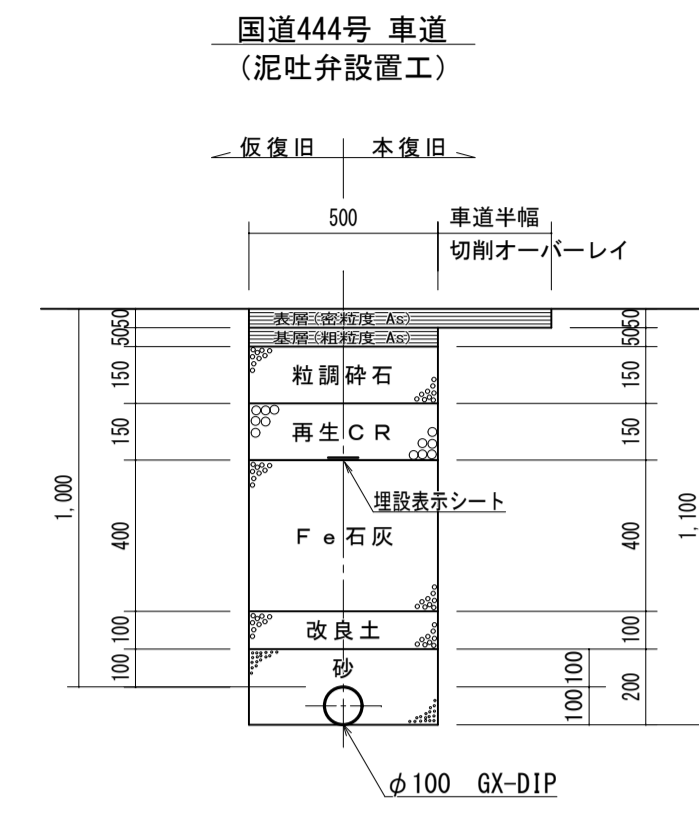 国道444号 車道
(泥吐弁設置工)
仮復旧 本復旧
500 車道半幅
切削オーバーレイ
表層(密粒度 As)
基層(粗粒度 As)
粒調砕石
再生CR
埋設表示シート
Fe石灰
改良土
砂
φ100 GX-DIP
50
50
150
150
400
100
100
1,000
50
50
150
150
400
100
200
100
100
1,100